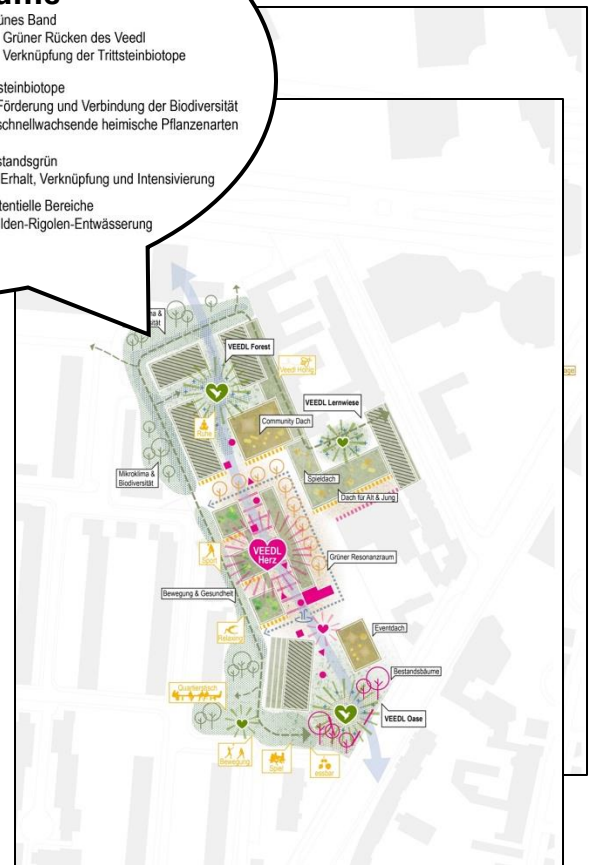 ünes Band
Grüner Rücken des Veedl
Verknüpfung der Trittsteinbiotope
steinbiotope
Förderung und Verbindung der Biodiversität
schnellwachsende heimische Pflanzenarten
standsgrün
Erhalt, Verknüpfung und Intensivierung
tentielle Bereiche
lden-Rigolen-Entwässerung
VEEDL Forest
Veedl Honig
VEEDL Lernwiese
Ruhe
Community Dach
Mikroklima &
Biodiversität
Spieldach
Dach für Alt & Jung
VEEDL
Herz
Sport
Grüner Resonanzraum
Bewegung & Gesundheit
Relaxing
Eventdach
Bestandsbäume
Quartierstisch
VEEDL Oase
Bewegung
Spiel
essbar